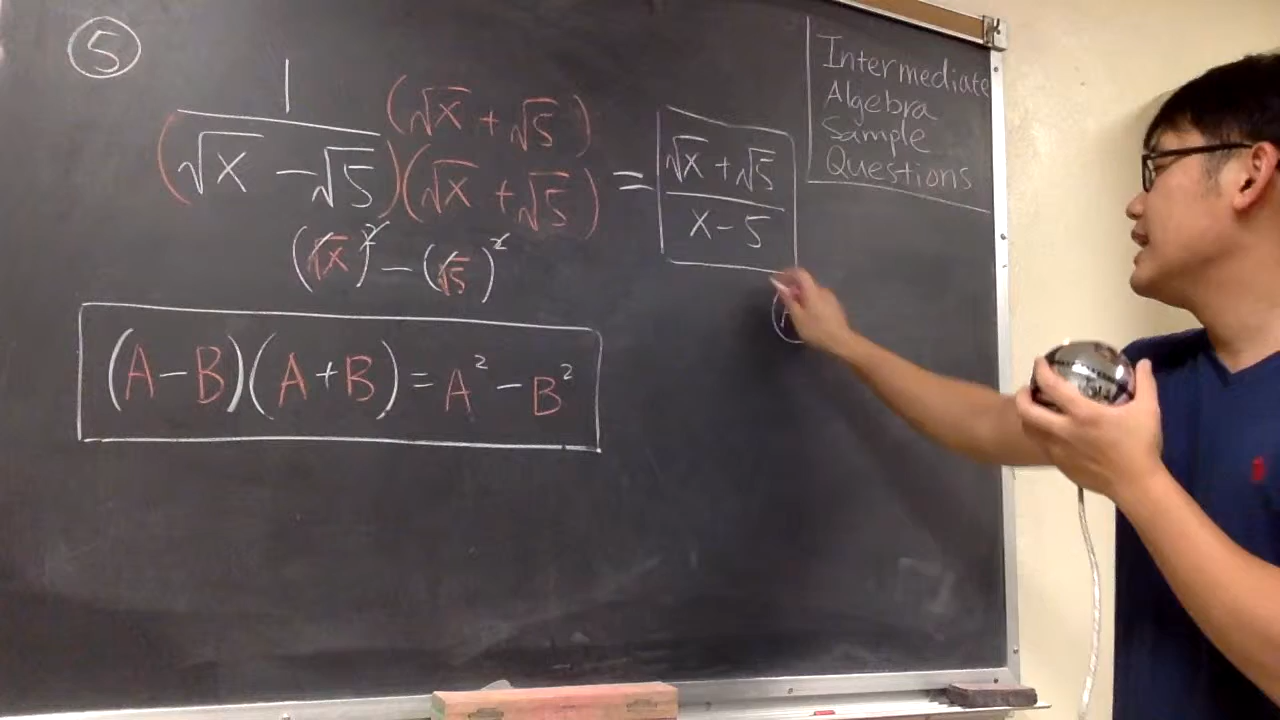 ⑤
1 (√x + √5)
(√x − √5)(√x + √5)
= (√x + √5) / (x − 5)
(√x)² − (√5)²
(A − B)(A + B) = A² − B²
Intermediate
Algebra
Sample
Questions